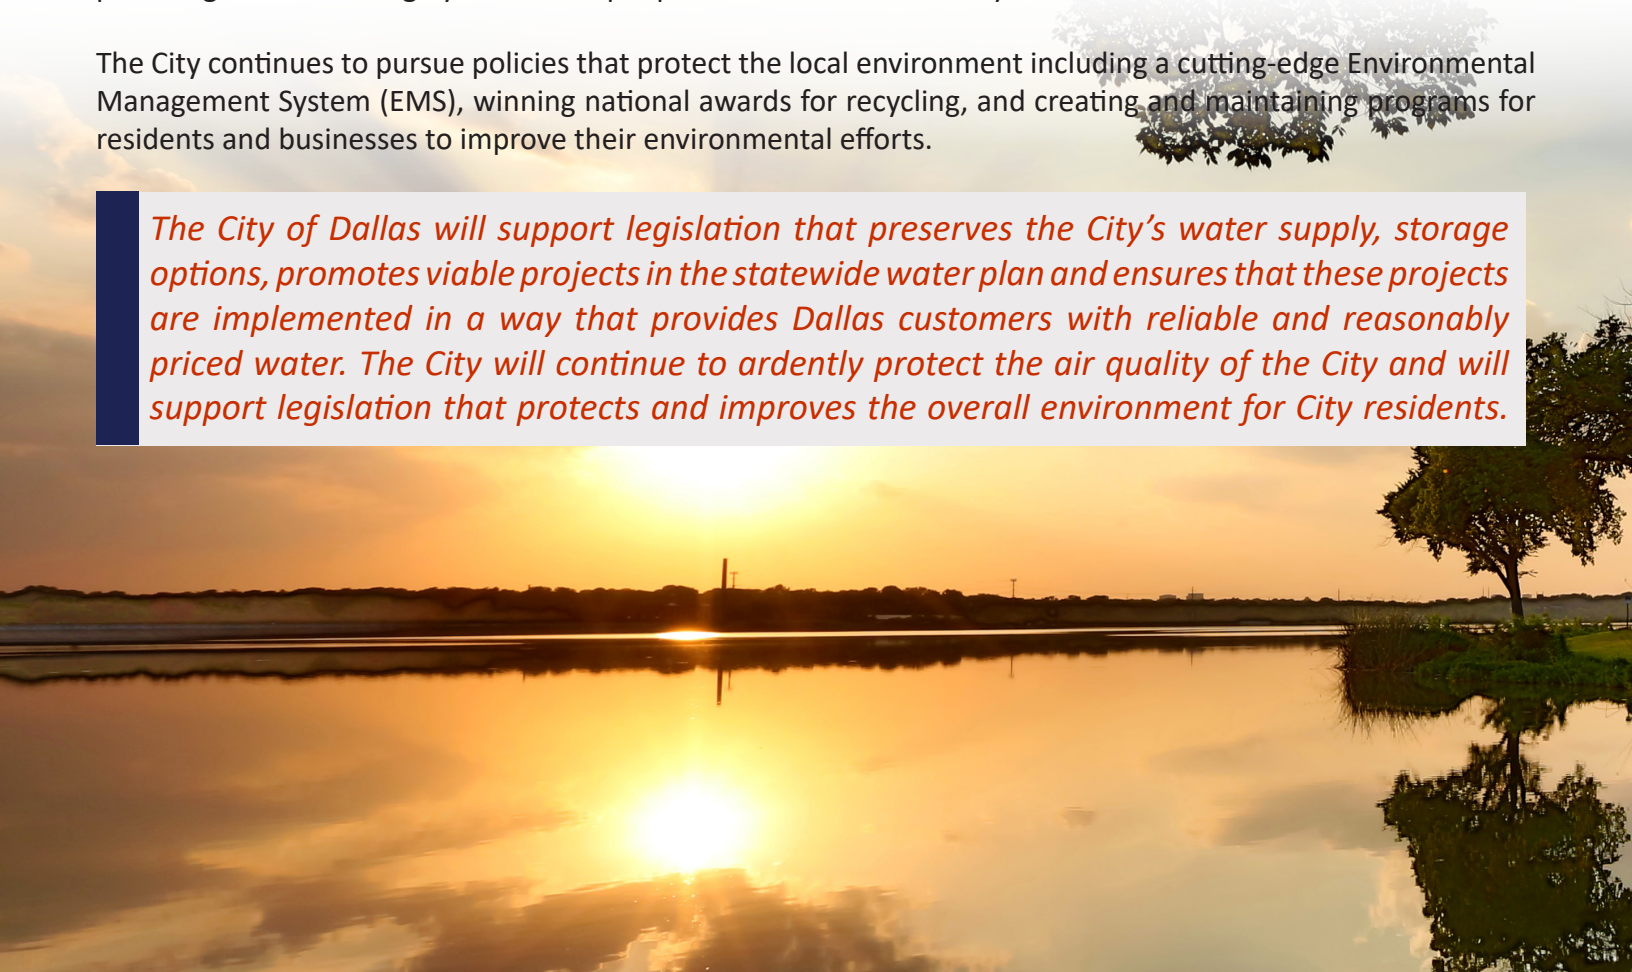 The City continues to pursue policies that protect the local environment including a cutting-edge Environmental
Management System (EMS), winning national awards for recycling, and creating and maintaining programs for
residents and businesses to improve their environmental efforts.
The City of Dallas will support legislation that preserves the City’s water supply, storage
options, promotes viable projects in the statewide water plan and ensures that these projects
are implemented in a way that provides Dallas customers with reliable and reasonably
priced water. The City will continue to ardently protect the air quality of the City and will
support legislation that protects and improves the overall environment for City residents.